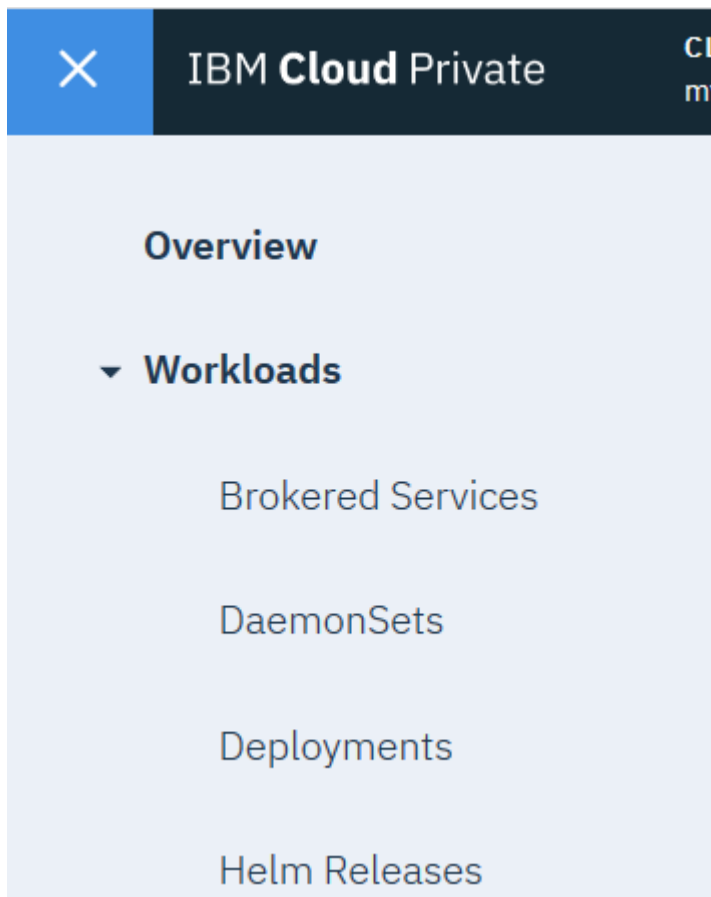 IBM Cloud Private
Overview
Workloads
Brokered Services
DaemonSets
Deployments
Helm Releases